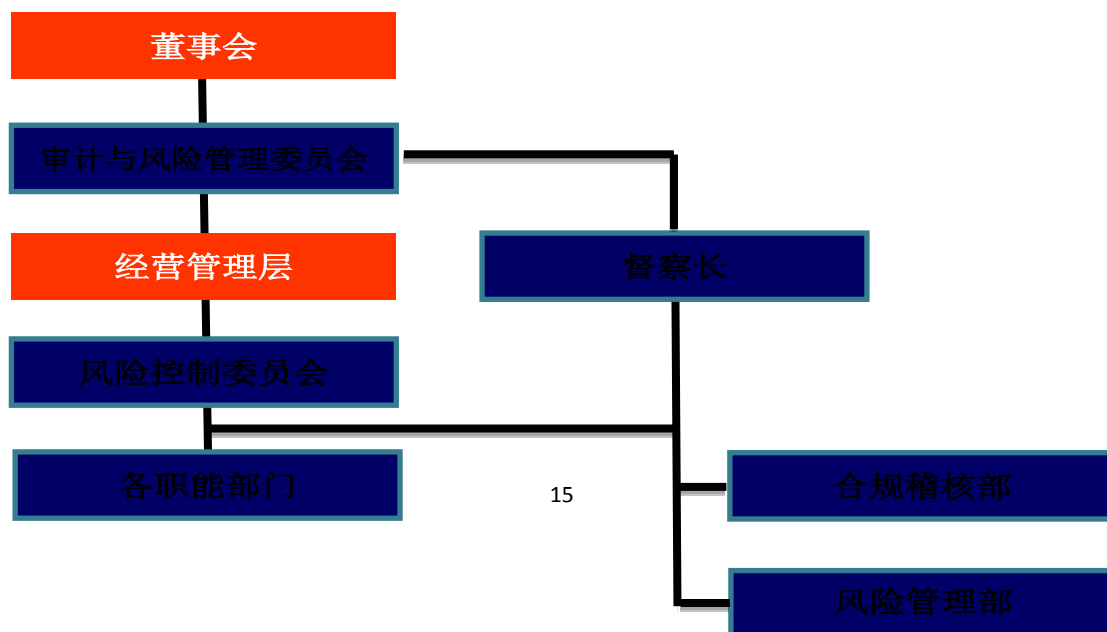 董事会
审计与风险管理委员会
经营管理层
督察长
风险控制委员会
各职能部门
15
合规稽核部
风险管理部